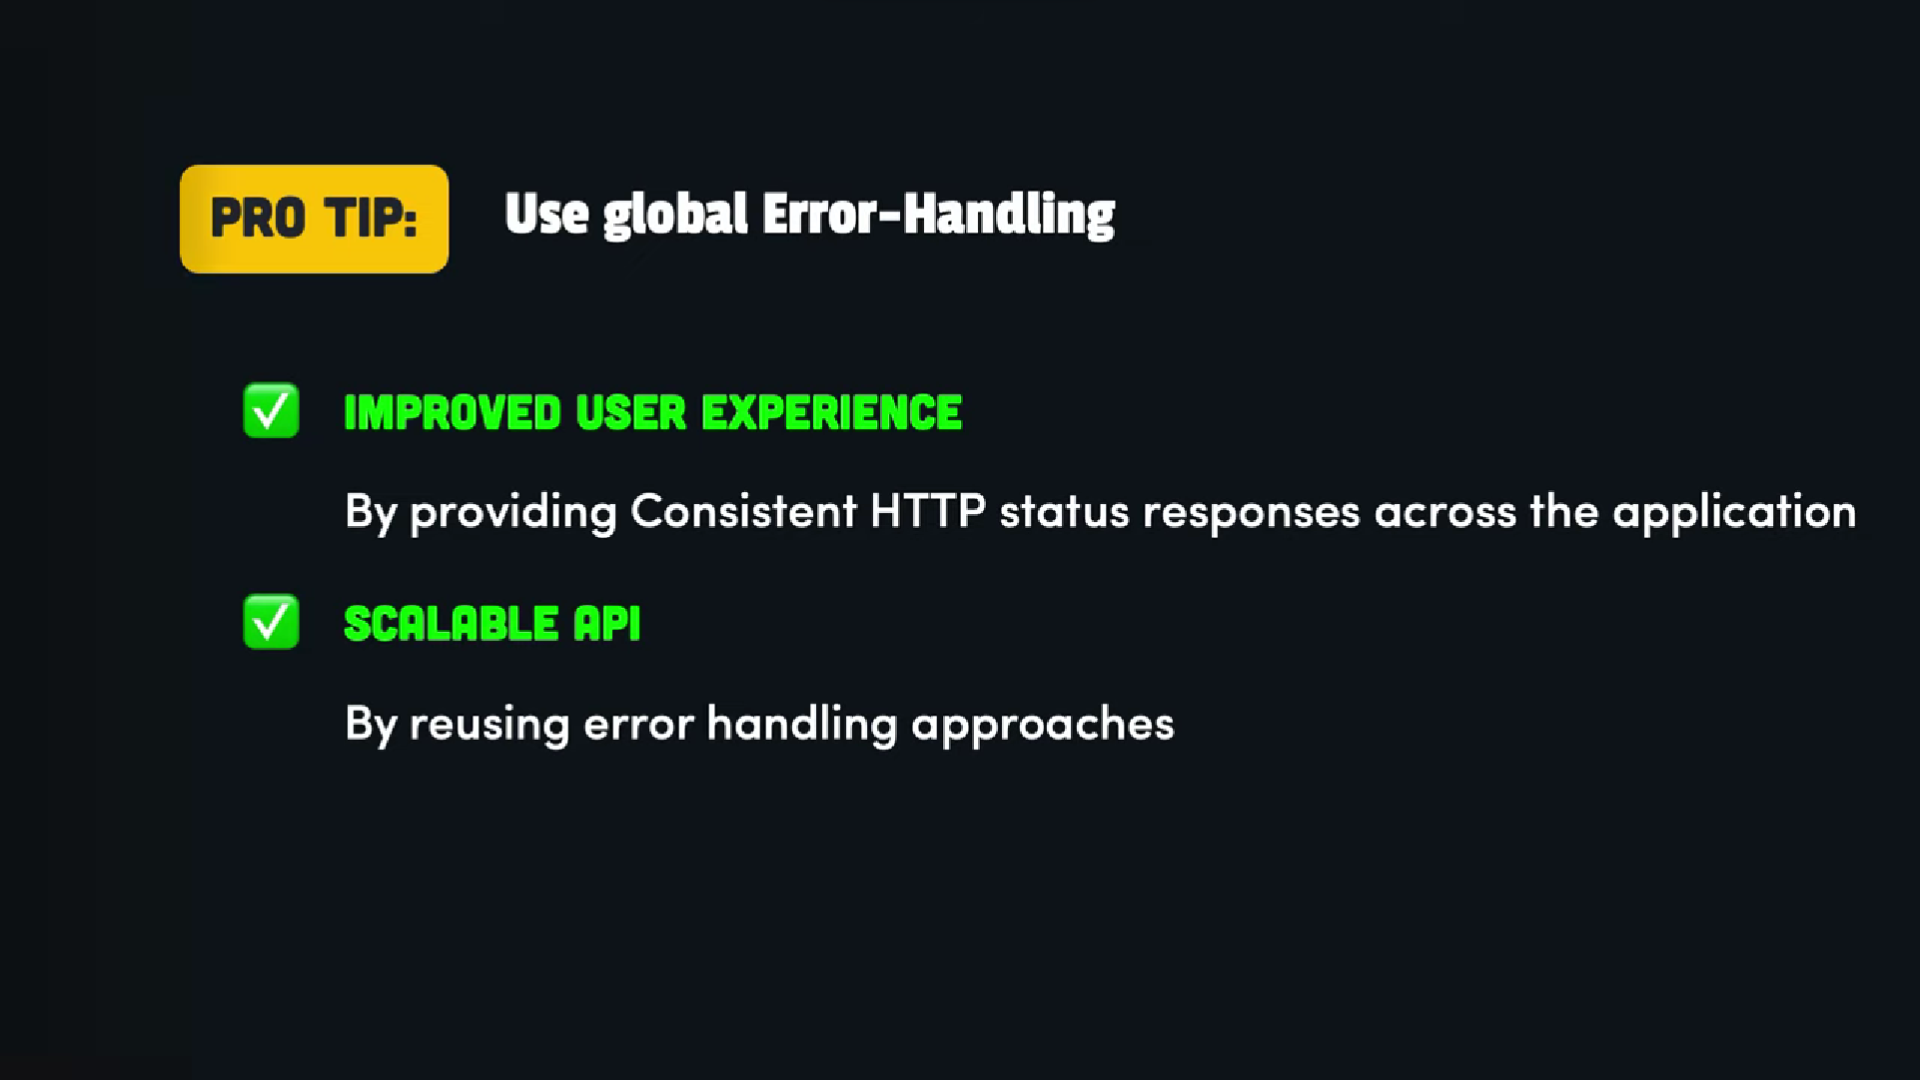 PRO TIP: Use global Error-Handling
✅ IMPROVED USER EXPERIENCE
By providing Consistent HTTP status responses across the application
✅ SCALABLE API
By reusing error handling approaches